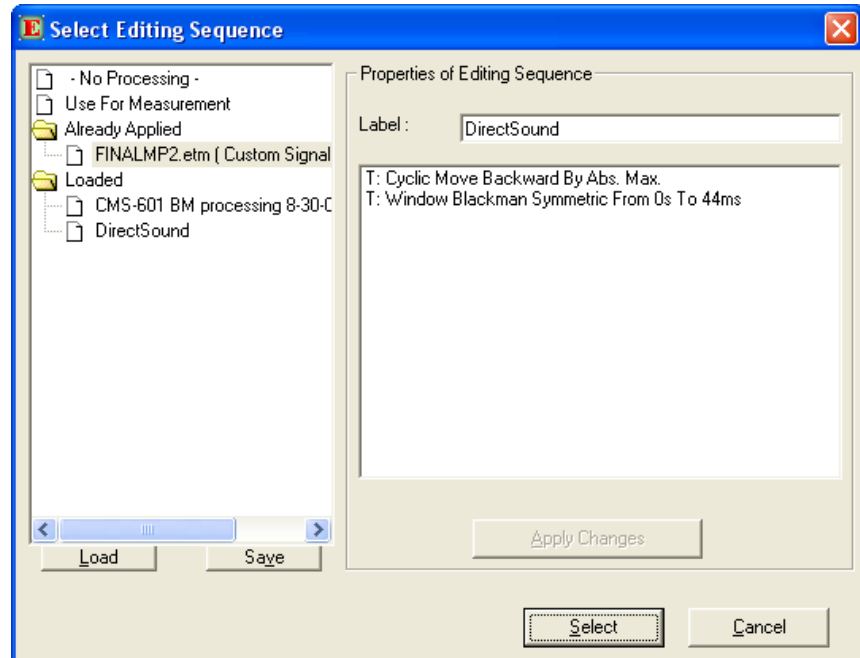 E Select Editing Sequence
- No Processing -
Use For Measurement
Already Applied
FINALMP2.etm ( Custom Signal
Loaded
CMS-601 BM processing 8-30-0
DirectSound
Load
Save
Properties of Editing Sequence
Label :
DirectSound
T: Cyclic Move Backward By Abs. Max.
T: Window Blackman Symmetric From 0s To 44ms
Apply Changes
Select
Cancel